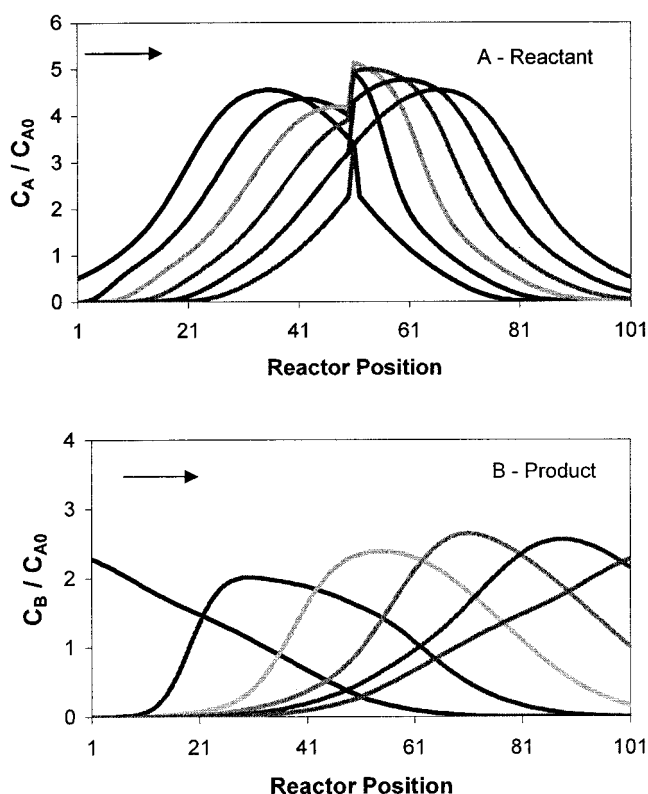 6
5
4
3
2
1
0
C_A / C_A0
A - Reactant
1 21 41 61 81 101
Reactor Position
4
3
2
1
0
C_B / C_A0
B - Product
1 21 41 61 81 101
Reactor Position